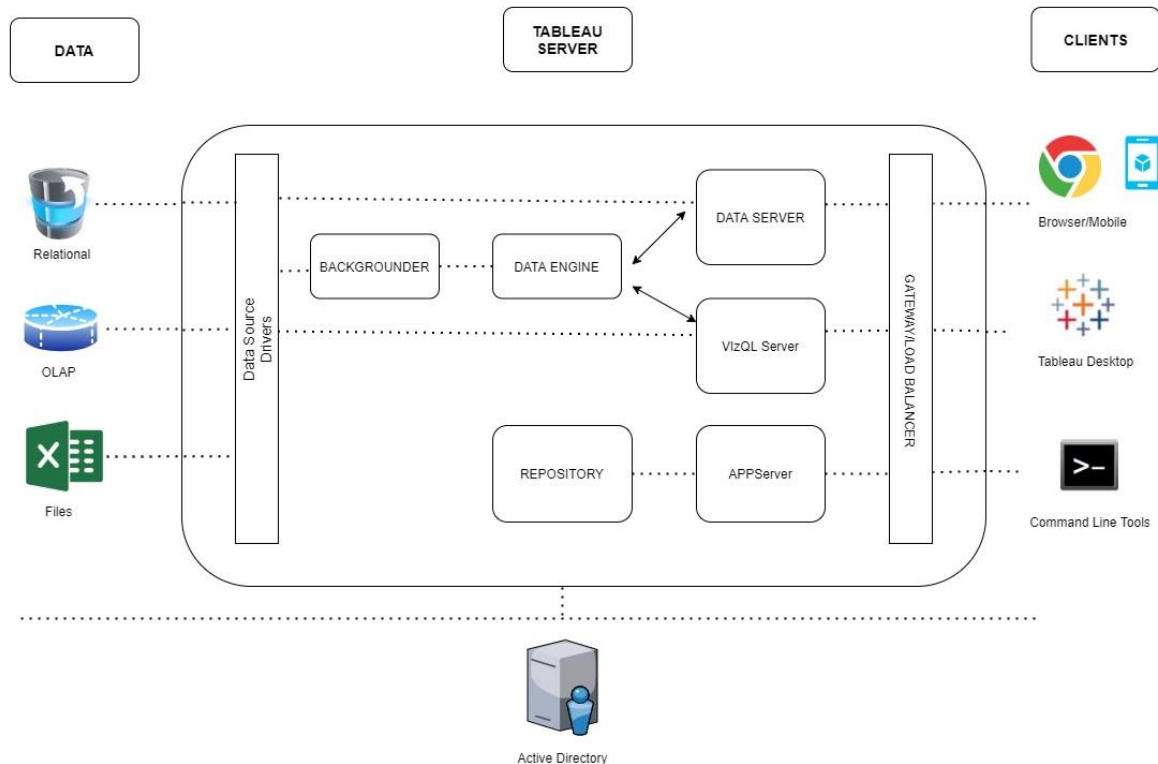 DATA
TABLEAU
SERVER
CLIENTS
Relational
OLAP
Files
Data Source
Drivers
BACKGROUNDER
DATA ENGINE
DATA SERVER
VIzQL Server
REPOSITORY
APPServer
GATEWAY/LOAD BALANCER
Browser/Mobile
Tableau Desktop
>_
Command Line Tools
Active Directory